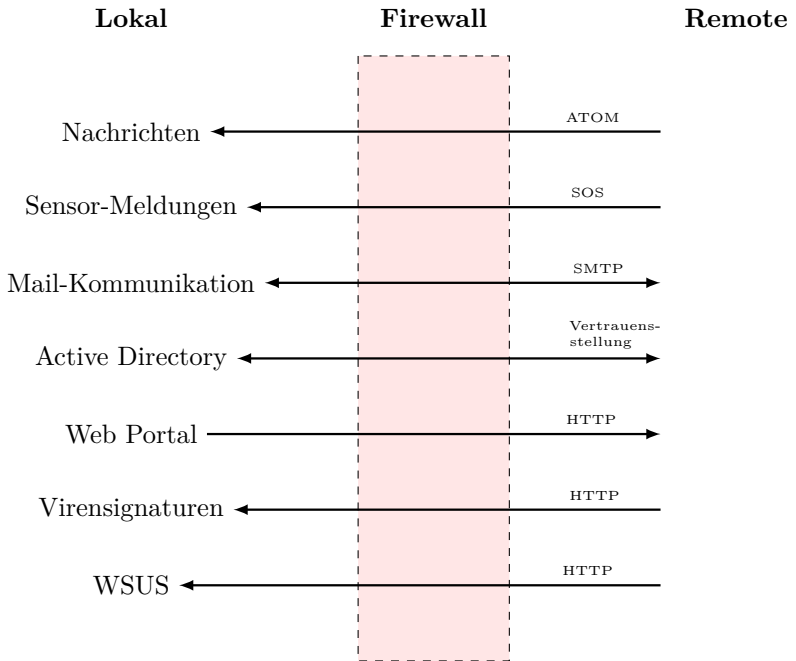 Lokal Firewall Remote
ATOM
Nachrichten
SOS
Sensor-Meldungen
SMTP
Mail-Kommunikation
Vertrauens-
stellung
Active Directory
HTTP
Web Portal
HTTP
Virensignaturen
HTTP
WSUS